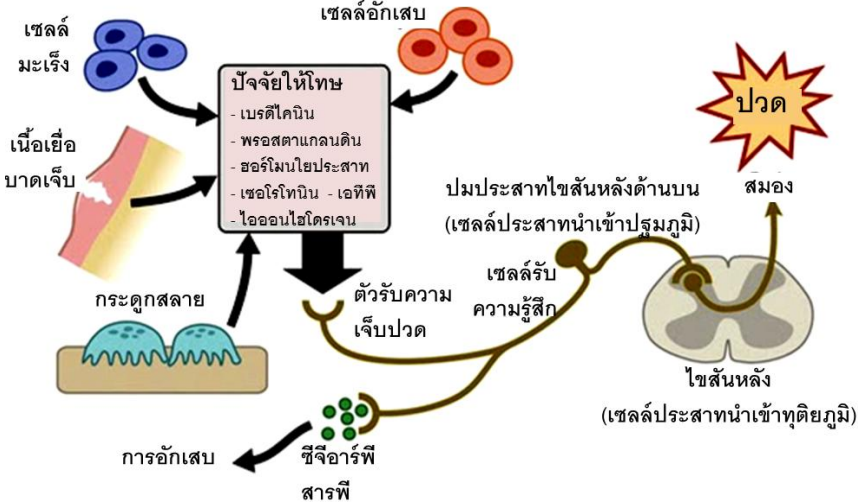 เซลล์
มะเร็ง
เซลล์อักเสบ
ปัจจัยให้โทษ
- เบรดีไคนิน
- พรอสตาแกลนดิน
- ฮอร์โมนใยประสาท
- เซอโรโทนิน - เอทีพี
- ไอออนไฮโดรเจน
เนื้อเยื่อ
บาดเจ็บ
กระดูกสลาย
ปวด
สมอง
ปมประสาทไขสันหลังด้านบน
(เซลล์ประสาทนำเข้าปฐมภูมิ)
เซลล์รับ
ความรู้สึก
ตัวรับความ
เจ็บปวด
ไขสันหลัง
(เซลล์ประสาทนำเข้าทุติยภูมิ)
การอักเสบ
ซีจีอาร์พี
สารพี